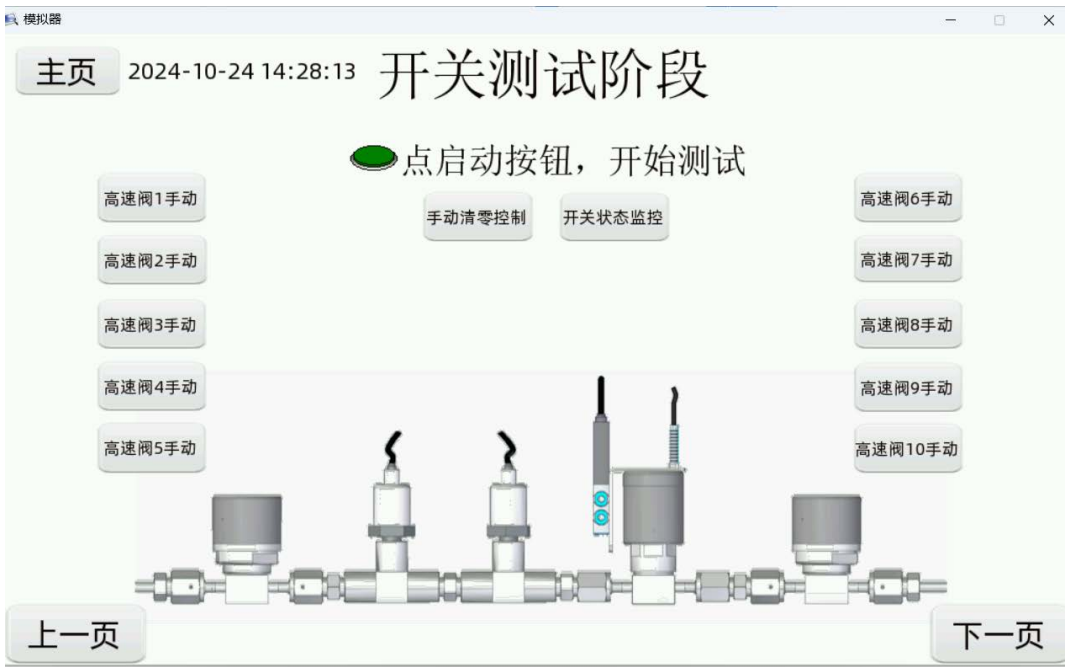 模拟器
主页 2024-10-24 14:28:13 开关测试阶段
点启动按钮，开始测试
高速阀1手动 手动清零控制 开关状态监控 高速阀6手动
高速阀2手动 高速阀7手动
高速阀3手动 高速阀8手动
高速阀4手动 高速阀9手动
高速阀5手动 高速阀10手动
上一页 下一页